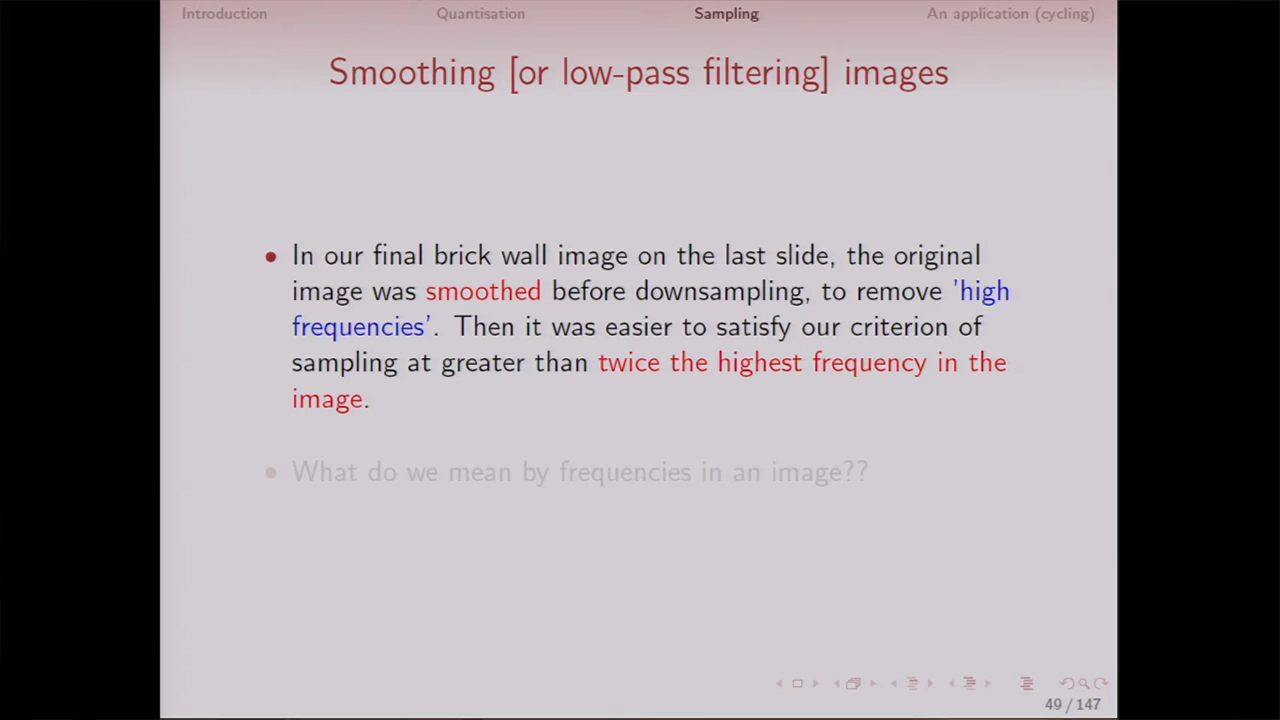 Introduction Quantisation Sampling An application (cycling)
Smoothing [or low-pass filtering] images
In our final brick wall image on the last slide, the original
image was smoothed before downsampling, to remove 'high
frequencies'. Then it was easier to satisfy our criterion of
sampling at greater than twice the highest frequency in the
image.
What do we mean by frequencies in an image??
49 / 147